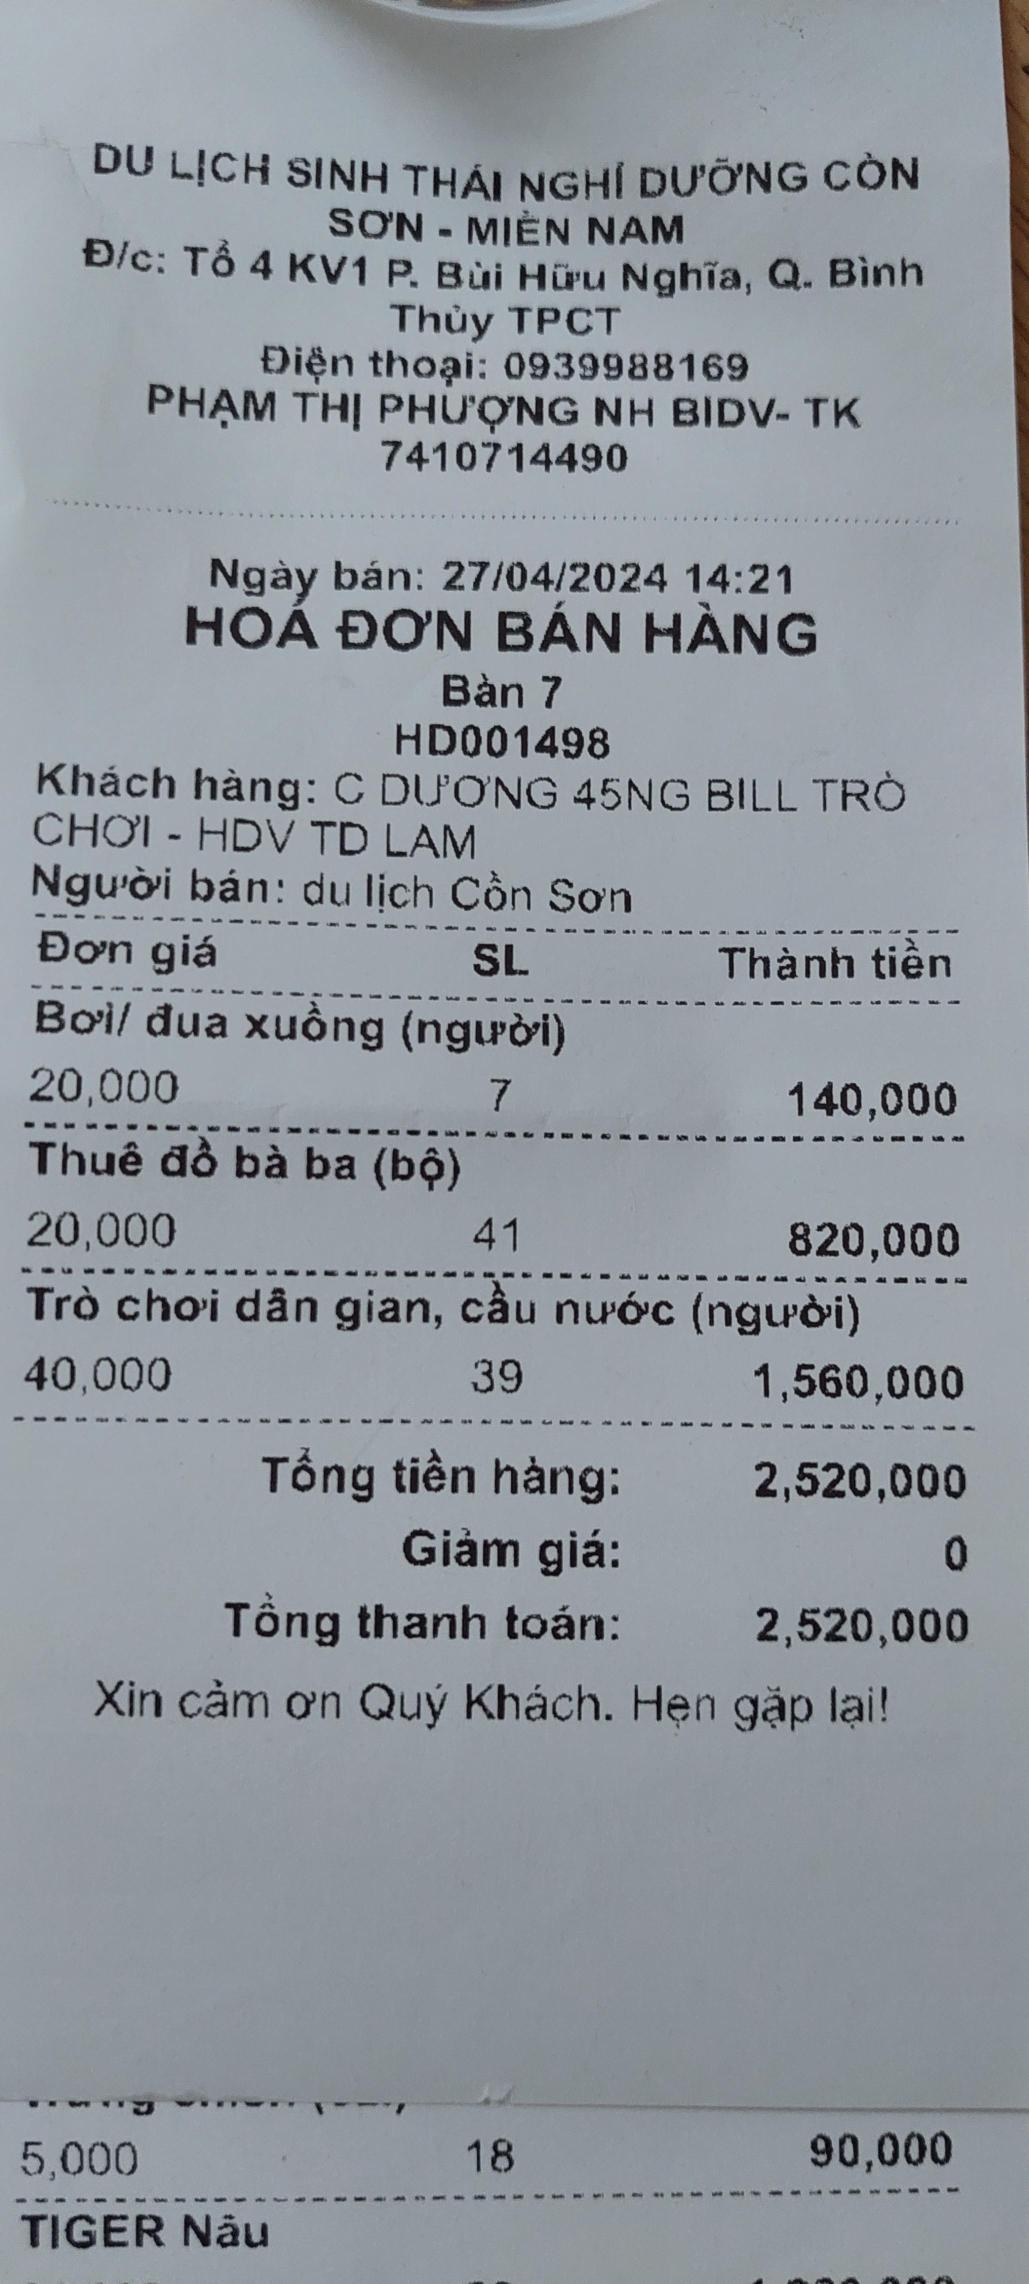 DU LỊCH SINH THÁI NGHỈ DƯỠNG CÒN
SƠN - MIỀN NAM
Đ/c: Tổ 4 KV1 P. Bùi Hữu Nghĩa, Q. Bình
Thủy TPCT
Điện thoại: 0939988169
PHẠM THỊ PHƯỢNG NH BIDV- TK
7410714490
Ngày bán: 27/04/2024 14:21
HOÁ ĐƠN BÁN HÀNG
Bàn 7
HD001498
Khách hàng: C DƯƠNG 45NG BILL TRÒ
CHƠI - HDV TD LAM
Người bán: du lịch Cồn Sơn
Đơn giá SL Thành tiền
Bơi/ đua xuồng (người)
20,000 7 140,000
Thuê đồ bà ba (bộ)
20,000 41 820,000
Trò chơi dân gian, cầu nước (người)
40,000 39 1,560,000
Tổng tiền hàng: 2,520,000
Giảm giá: 0
Tổng thanh toán: 2,520,000
Xin cảm ơn Quý Khách. Hẹn gặp lại!
5,000 18 90,000
TIGER Nâu